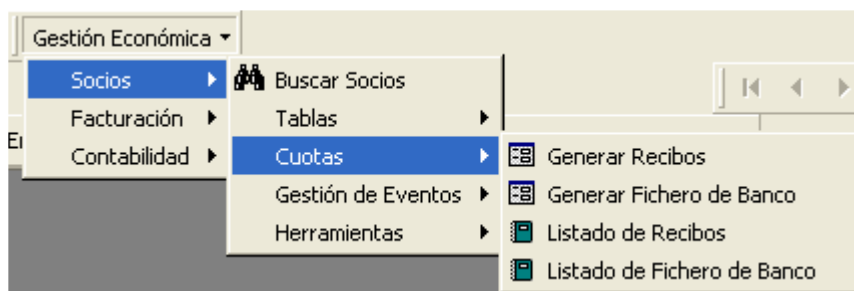 Gestión Económica
Socios
Facturación
Contabilidad
Buscar Socios
Tablas
Cuotas
Gestión de Eventos
Herramientas
Generar Recibos
Generar Fichero de Banco
Listado de Recibos
Listado de Fichero de Banco